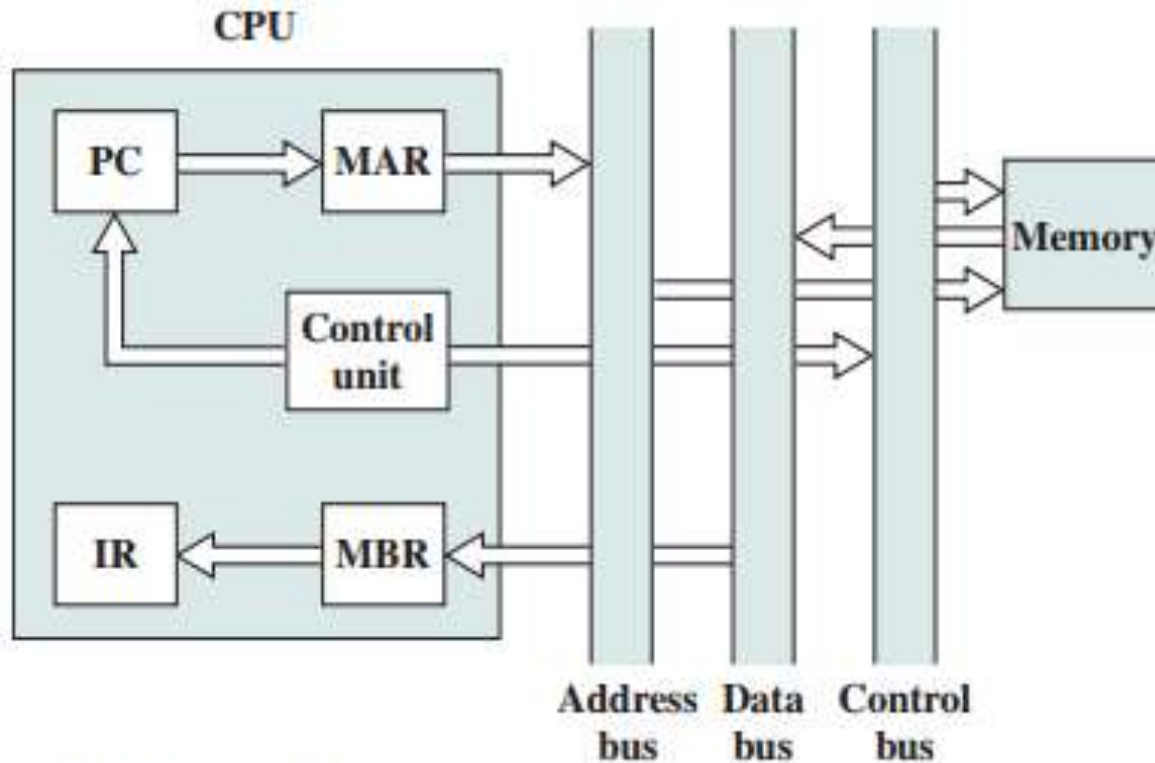 CPU
PC
MAR
Memory
Control
unit
IR
MBR
Address
bus
Data
bus
Control
bus